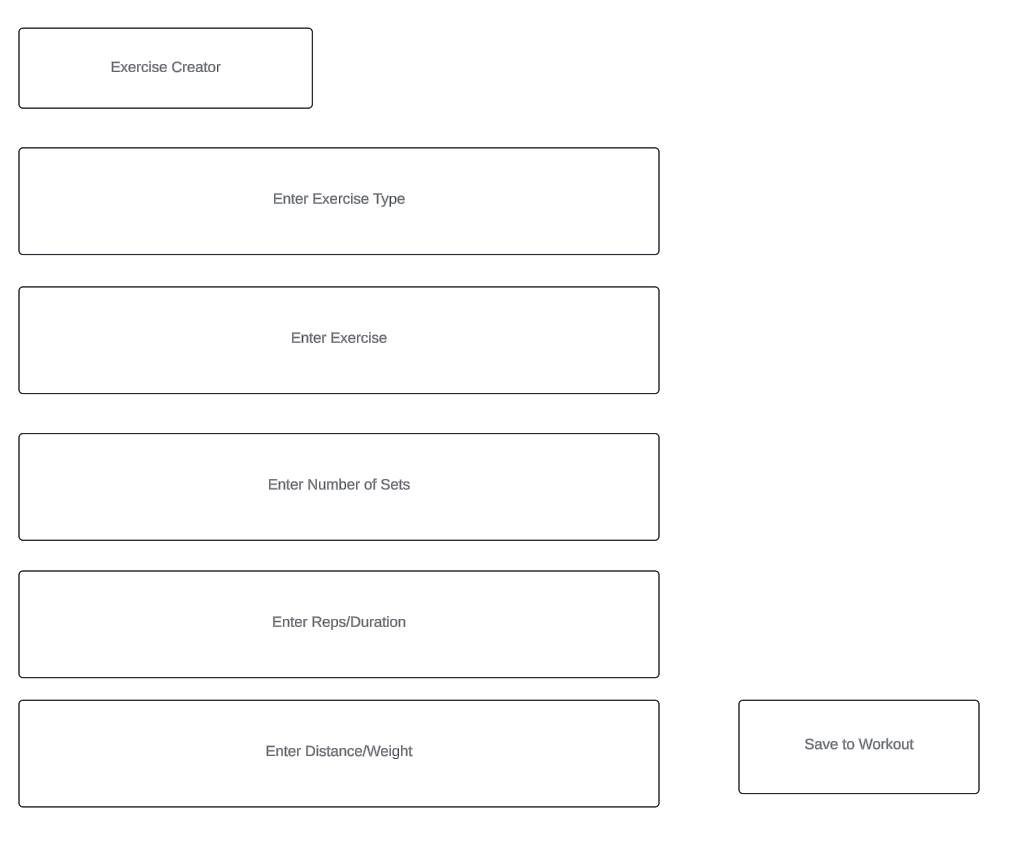 Exercise Creator
Enter Exercise Type
Enter Exercise
Enter Number of Sets
Enter Reps/Duration
Enter Distance/Weight
Save to Workout